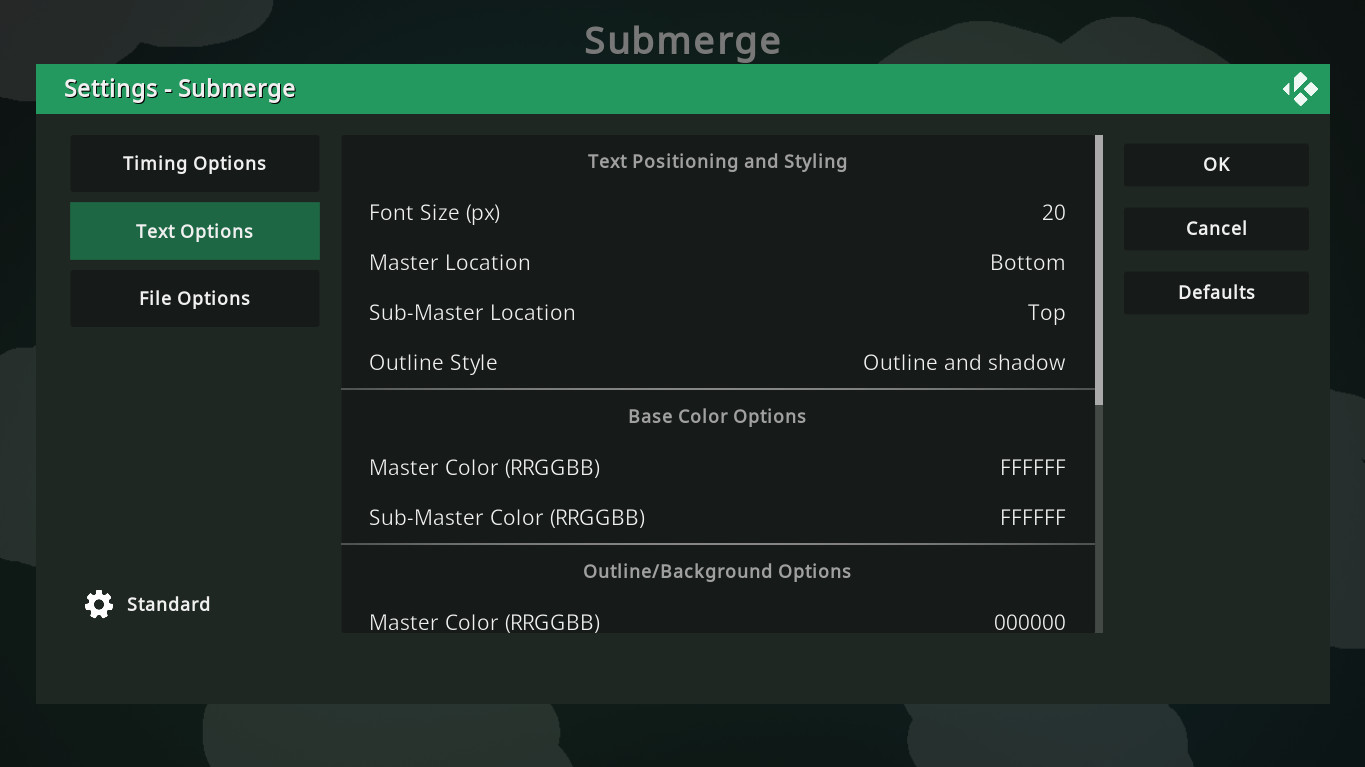 Submerge
Settings - Submerge
Timing Options
Text Options
File Options
Standard
Text Positioning and Styling
Font Size (px) 20
Master Location Bottom
Sub-Master Location Top
Outline Style Outline and shadow
Base Color Options
Master Color (RRGGBB) FFFFFF
Sub-Master Color (RRGGBB) FFFFFF
Outline/Background Options
Master Color (RRGGBB) 000000
OK
Cancel
Defaults